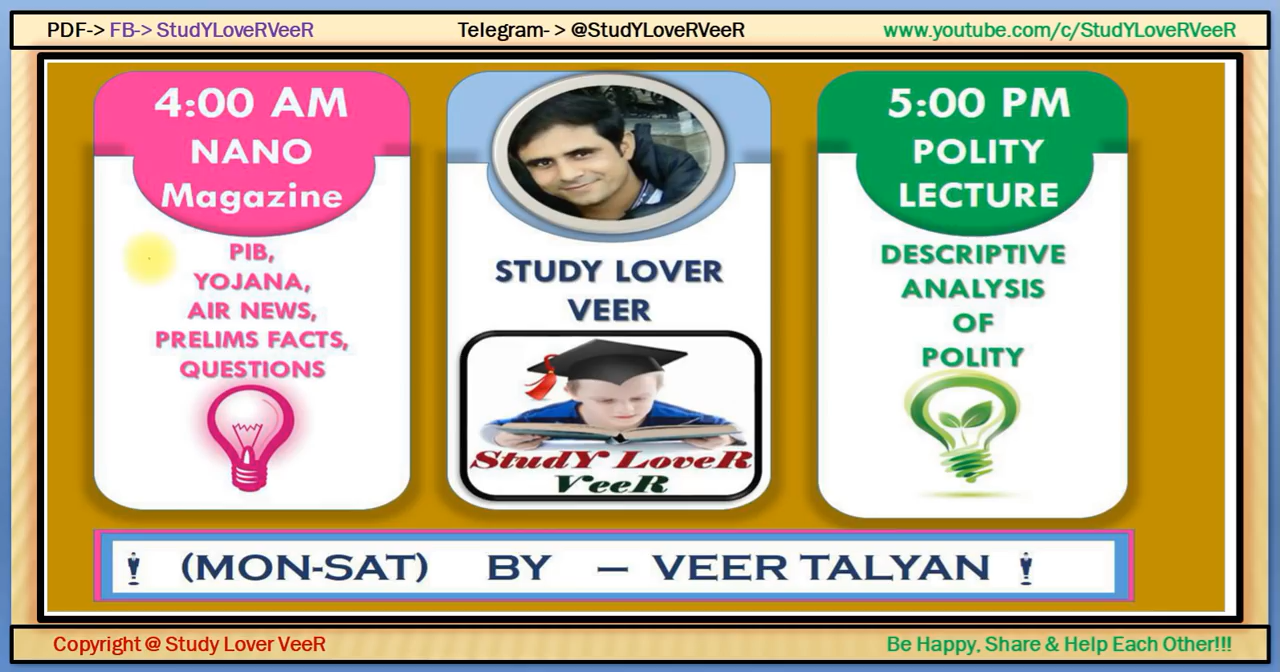 PDF-> FB-> StudYLoveRVeeR
Telegram- > @StudYLoveRVeeR
www.youtube.com/c/StudYLoveRVeeR
4:00 AM
NANO
Magazine
PIB,
YOJANA,
AIR NEWS,
PRELIMS FACTS,
QUESTIONS
STUDY LOVER
VEER
StudY LoveR
VeeR
5:00 PM
POLITY
LECTURE
DESCRIPTIVE
ANALYSIS
OF
POLITY
(MON-SAT) BY – VEER TALYAN
Copyright @ Study Lover VeeR
Be Happy, Share & Help Each Other!!!